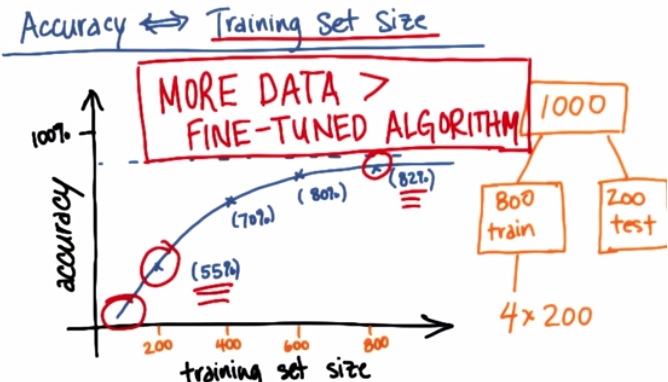 Accuracy ⟺ Training Set Size
MORE DATA >
FINE-TUNED ALGORITHM
1000
100%
800
train
200
test
(82%)
(80%)
(70%)
(55%)
4 x 200
accuracy
200 400 600 800
training set size